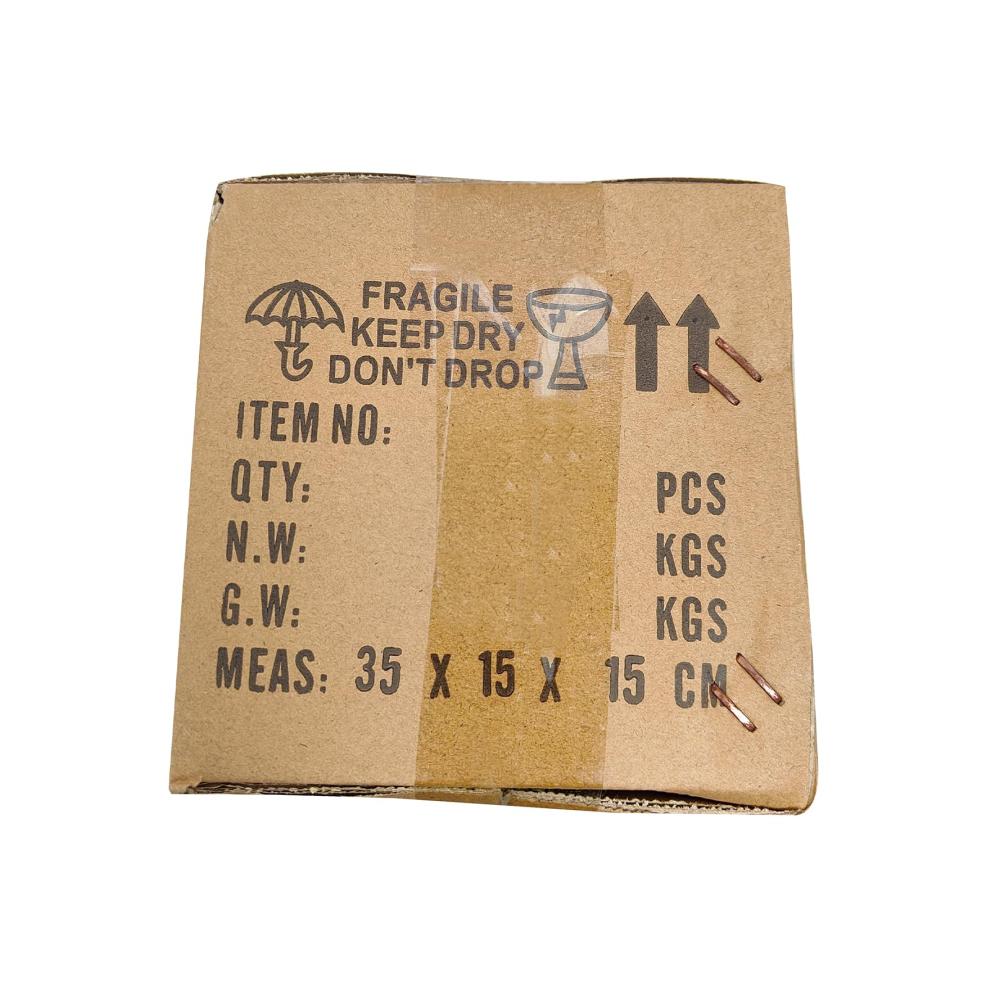 FRAGILE
KEEP DRY
DON'T DROP
ITEM NO:
QTY: PCS
N.W: KGS
G.W: KGS
MEAS: 35 X 15 X 15 CM